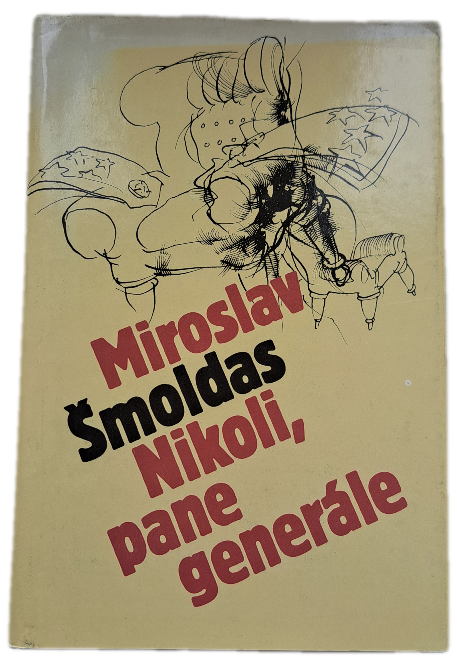 Miroslav
Šmoldas
Nikoli,
pane
generále